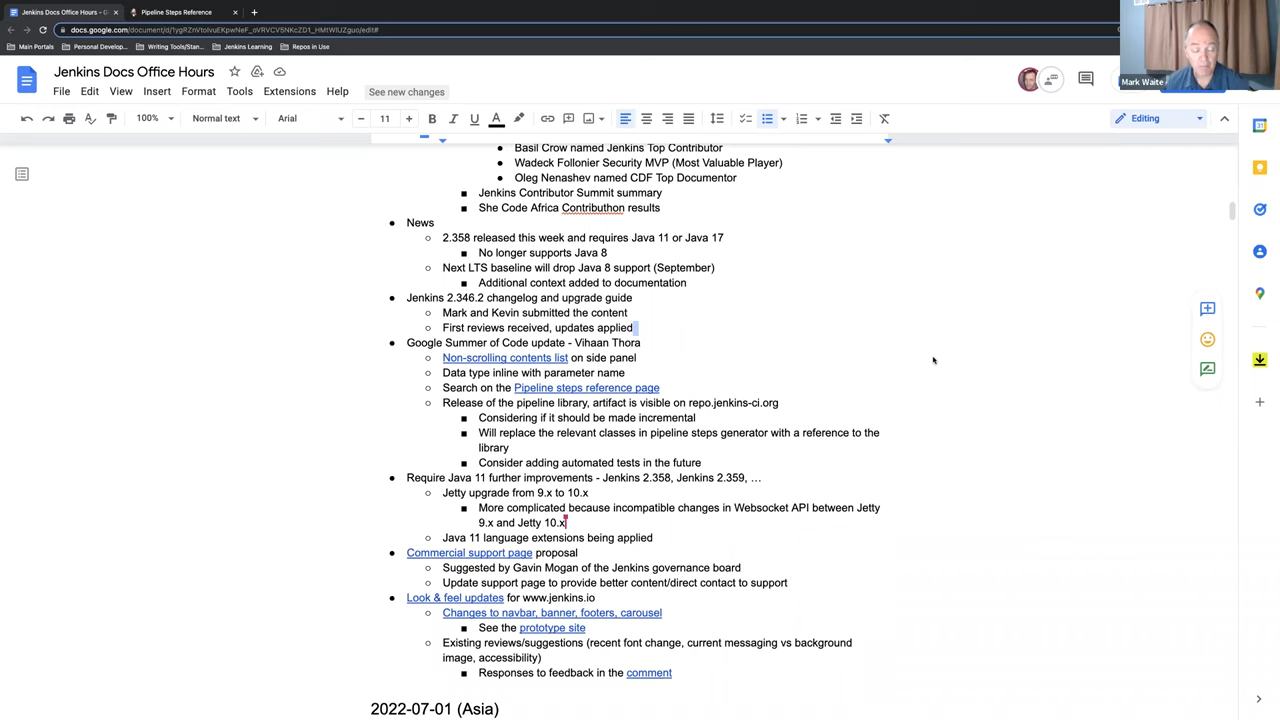 Jenkins Docs Office Hours - G
Pipeline Steps Reference
docs.google.com/document/d/1ygRZnVtoIvuEKpwNeF_oVRVCV5NKcZD1_HMtWIUZguo/edit#
Main Portals
Personal Develop...
Writing Tools/Stan...
Jenkins Learning
Repos in Use
Mark Waite
Jenkins Docs Office Hours
File Edit View Insert Format Tools Extensions Help See new changes
100% Normal text Arial 11 Editing
Basil Crow named Jenkins Top Contributor
Wadeck Follonier Security MVP (Most Valuable Player)
Oleg Nenashev named CDF Top Documentor
Jenkins Contributor Summit summary
She Code Africa Contributhon results
News
2.358 released this week and requires Java 11 or Java 17
No longer supports Java 8
Next LTS baseline will drop Java 8 support (September)
Additional context added to documentation
Jenkins 2.346.2 changelog and upgrade guide
Mark and Kevin submitted the content
First reviews received, updates applied
Google Summer of Code update - Vihaan Thora
Non-scrolling contents list on side panel
Data type inline with parameter name
Search on the Pipeline steps reference page
Release of the pipeline library, artifact is visible on repo.jenkins-ci.org
Considering if it should be made incremental
Will replace the relevant classes in pipeline steps generator with a reference to the
library
Consider adding automated tests in the future
Require Java 11 further improvements - Jenkins 2.358, Jenkins 2.359, …
Jetty upgrade from 9.x to 10.x
More complicated because incompatible changes in Websocket API between Jetty
9.x and Jetty 10.x
Java 11 language extensions being applied
Commercial support page proposal
Suggested by Gavin Mogan of the Jenkins governance board
Update support page to provide better content/direct contact to support
Look & feel updates for www.jenkins.io
Changes to navbar, banner, footers, carousel
See the prototype site
Existing reviews/suggestions (recent font change, current messaging vs background
image, accessibility)
Responses to feedback in the comment
2022-07-01 (Asia)